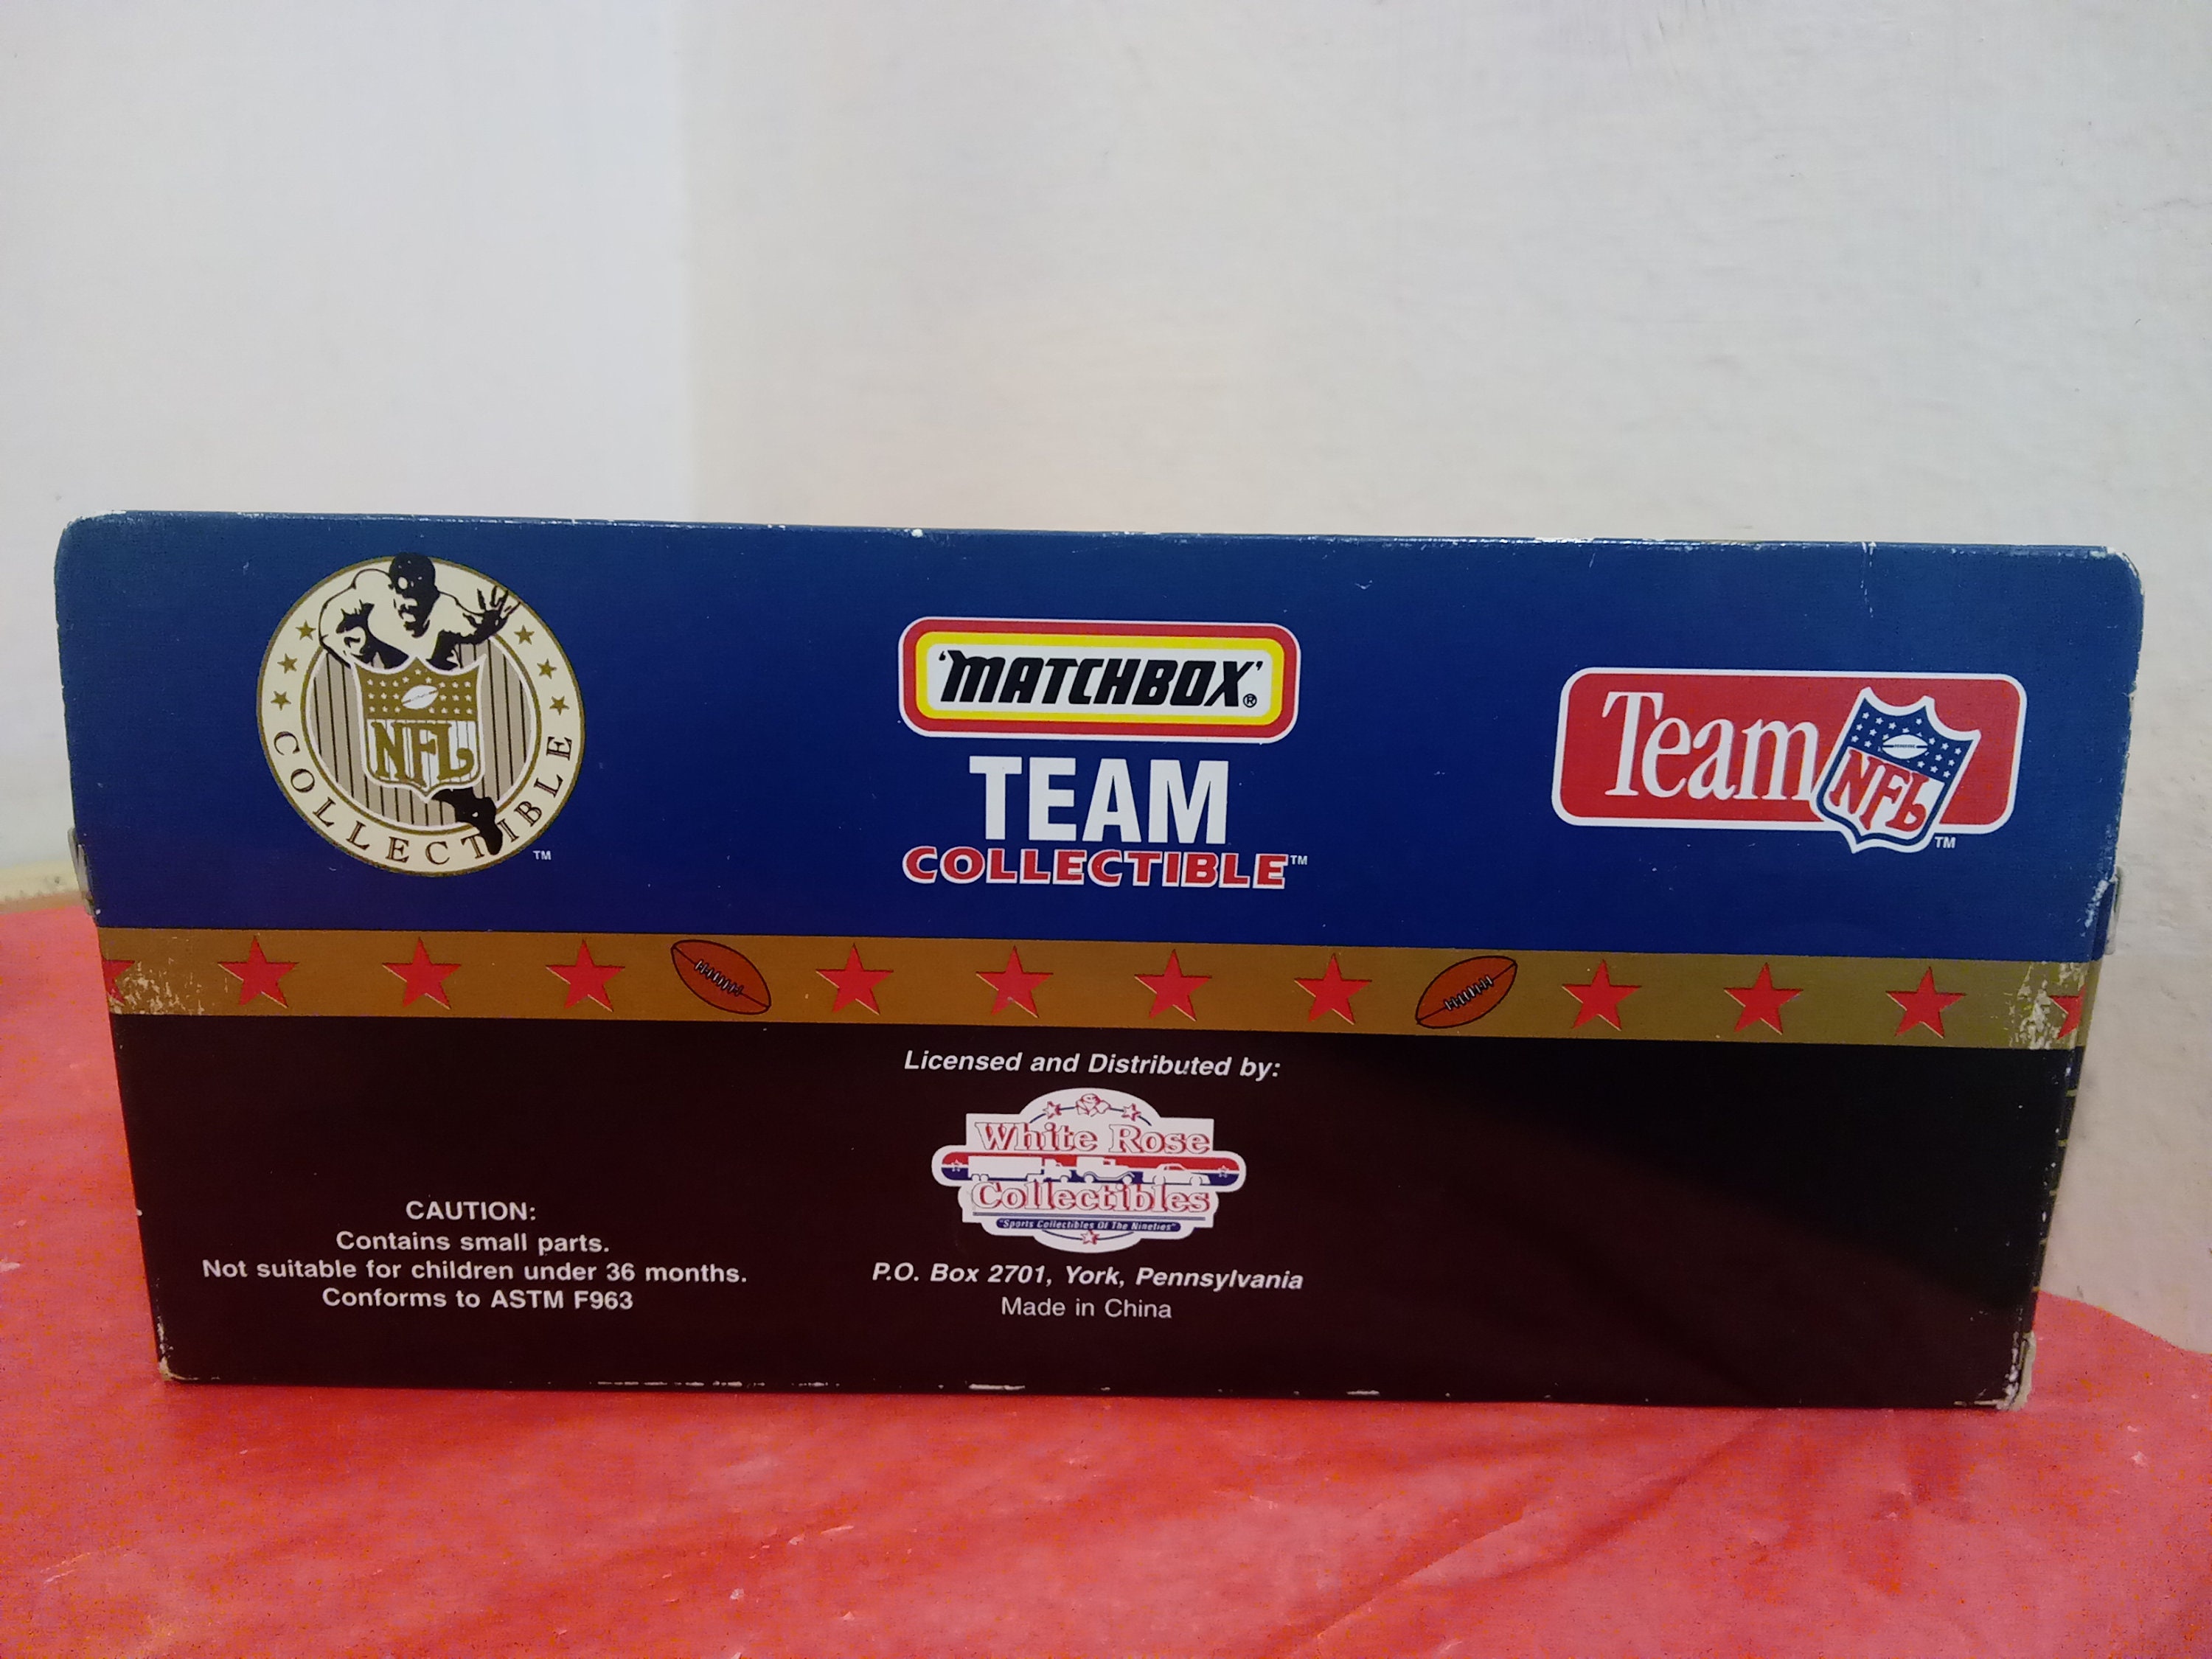 NFL
COLLECTIBLE
TM
'MATCHBOX'®
TEAM
COLLECTIBLE™
Team NFL
TM
Licensed and Distributed by:
White Rose
Collectibles
"Sports Collectibles Of The Nineties"
P.O. Box 2701, York, Pennsylvania
Made in China
CAUTION:
Contains small parts.
Not suitable for children under 36 months.
Conforms to ASTM F963